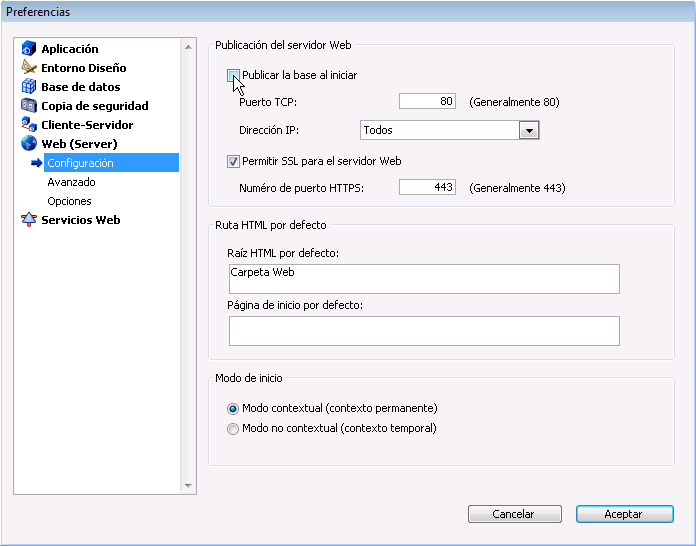 Preferencias
Aplicación
Entorno Diseño
Base de datos
Copia de seguridad
Cliente-Servidor
Web (Server)
Configuración
Avanzado
Opciones
Servicios Web
Publicación del servidor Web
Publicar la base al iniciar
Puerto TCP: 80 (Generalmente 80)
Dirección IP: Todos
Permitir SSL para el servidor Web
Numéro de puerto HTTPS: 443 (Generalmente 443)
Ruta HTML por defecto
Raíz HTML por defecto:
Carpeta Web
Página de inicio por defecto:
Modo de inicio
Modo contextual (contexto permanente)
Modo no contextual (contexto temporal)
Cancelar Aceptar